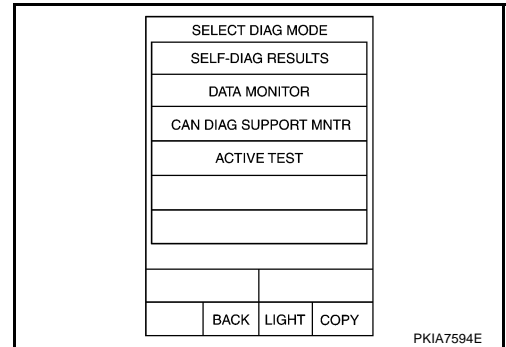 SELECT DIAG MODE
SELF-DIAG RESULTS
DATA MONITOR
CAN DIAG SUPPORT MNTR
ACTIVE TEST
BACK LIGHT COPY
PKIA7594E